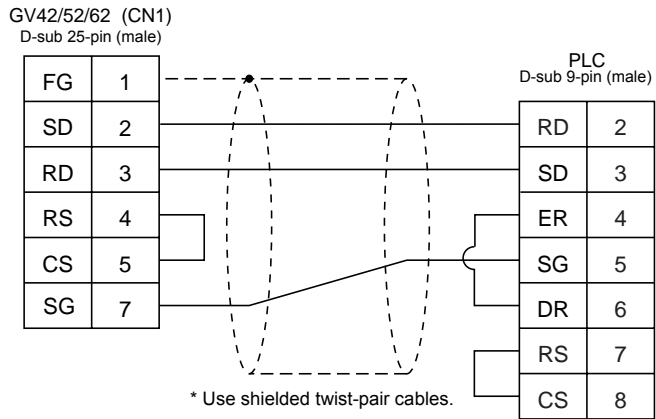 GV42/52/62 (CN1)
D-sub 25-pin (male)
FG 1
SD 2
RD 3
RS 4
CS 5
SG 7
PLC
D-sub 9-pin (male)
RD 2
SD 3
ER 4
SG 5
DR 6
RS 7
CS 8
* Use shielded twist-pair cables.